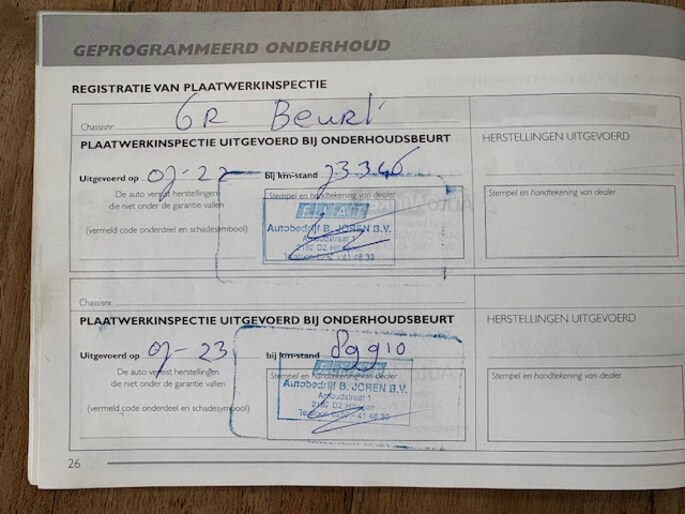 GEPROGRAMMEERD ONDERHOUD
REGISTRATIE VAN PLAATWERKINSPECTIE
Chassisnr. GR Beurt
PLAATWERKINSPECTIE UITGEVOERD BIJ ONDERHOUDSBEURT
HERSTELLINGEN UITGEVOERD
Uitgevoerd op 07-22 bij km-stand 73346
De auto vereist herstellingen
die niet onder de garantie vallen
(vermeld code onderdeel en schadesymbool)
Stempel en handtekening van dealer
FIAT
Autobedrijf B. JOREN B.V.
Stempel en handtekening van dealer
Chassisnr.
PLAATWERKINSPECTIE UITGEVOERD BIJ ONDERHOUDSBEURT
HERSTELLINGEN UITGEVOERD
Uitgevoerd op 07-23 bij km-stand 89910
De auto vereist herstellingen
die niet onder de garantie vallen
(vermeld code onderdeel en schadesymbool)
Stempel en handtekening van dealer
FIAT
Autobedrijf B. JOREN B.V.
Stempel en handtekening van dealer
26